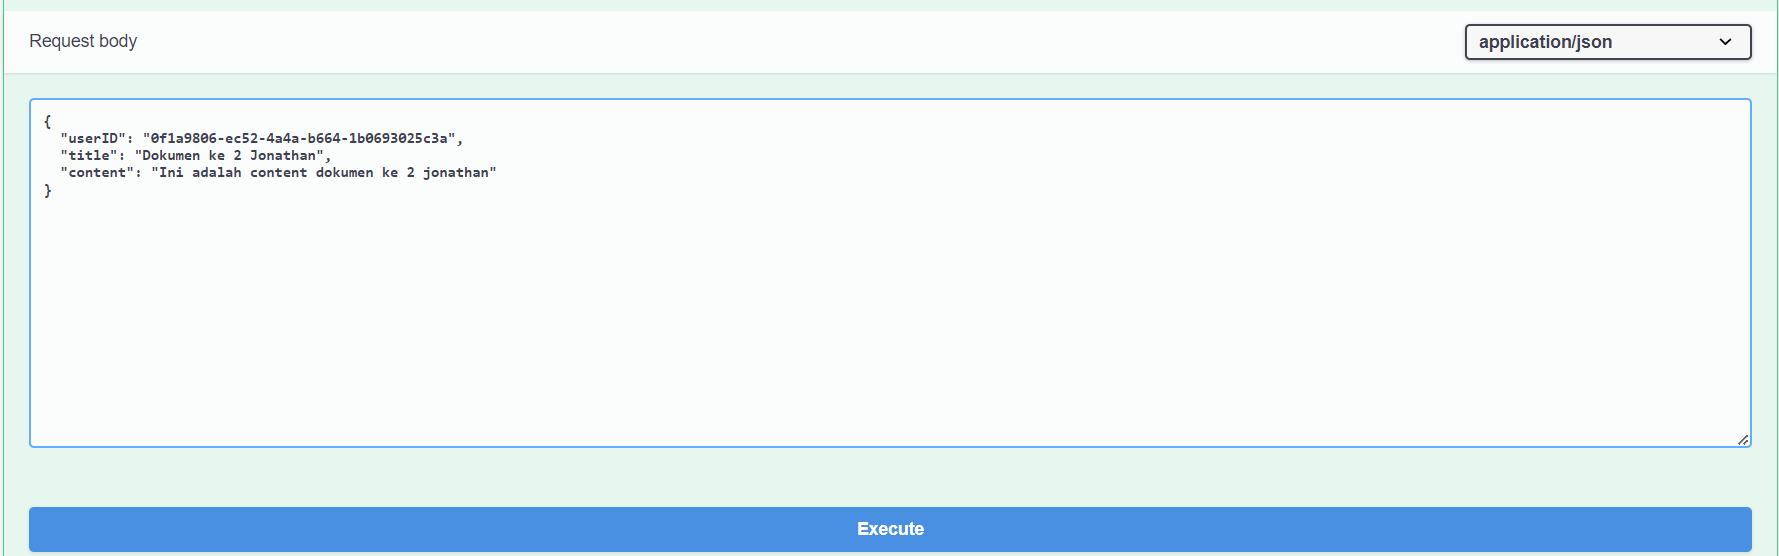 Request body
application/json
{
  "userID": "0f1a9806-ec52-4a4a-b664-1b0693025c3a",
  "title": "Dokumen ke 2 Jonathan",
  "content": "Ini adalah content dokumen ke 2 jonathan"
}
Execute